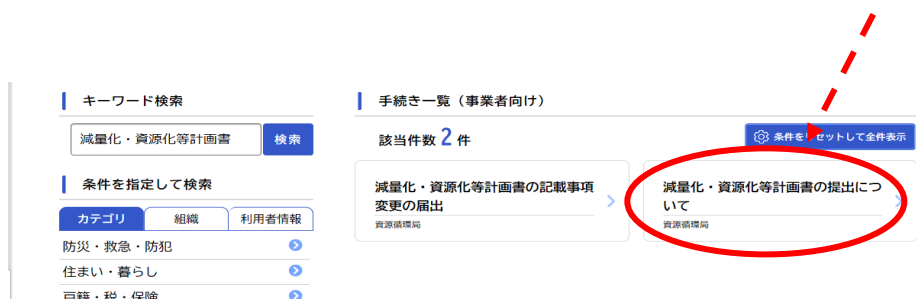 キーワード検索
減量化・資源化等計画書
検索
条件を指定して検索
カテゴリ 組織 利用者情報
防災・救急・防犯
住まい・暮らし
戸籍・税・保険
手続き一覧（事業者向け）
該当件数 2 件
条件をリセットして全件表示
減量化・資源化等計画書の記載事項
変更の届出
資源循環局
減量化・資源化等計画書の提出につ
いて
資源循環局